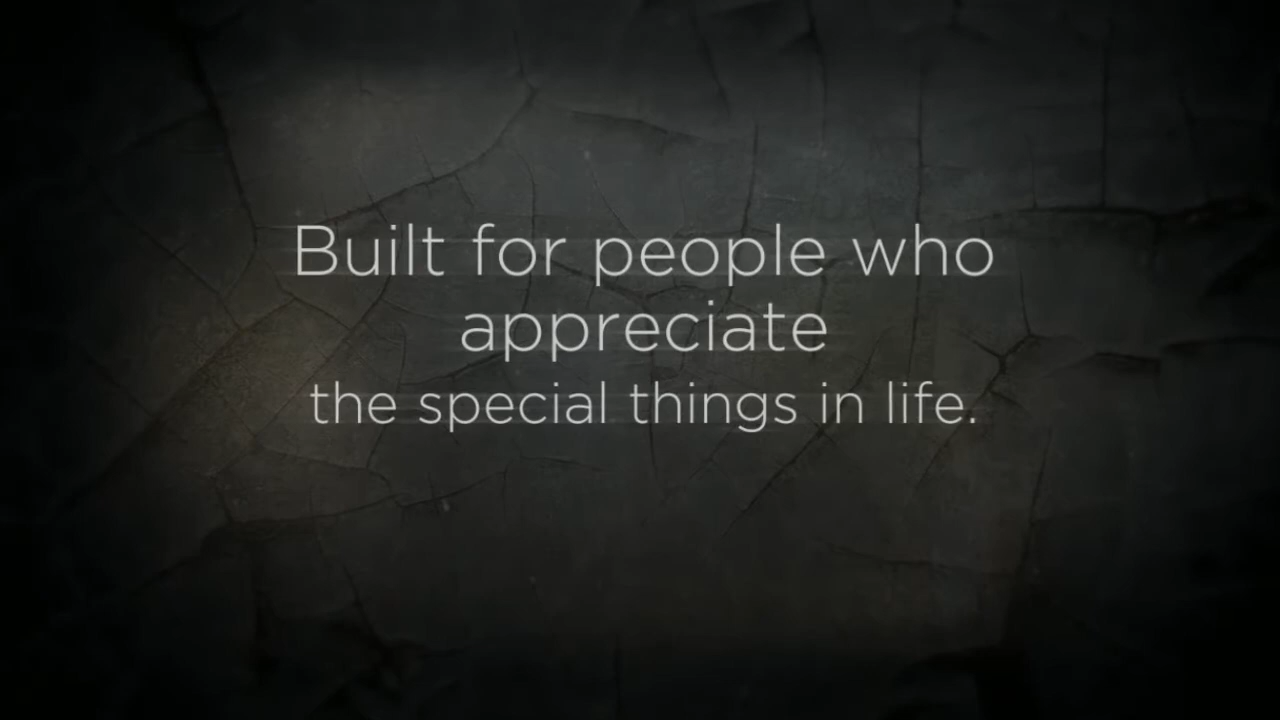 Built for people who
appreciate
the special things in life.